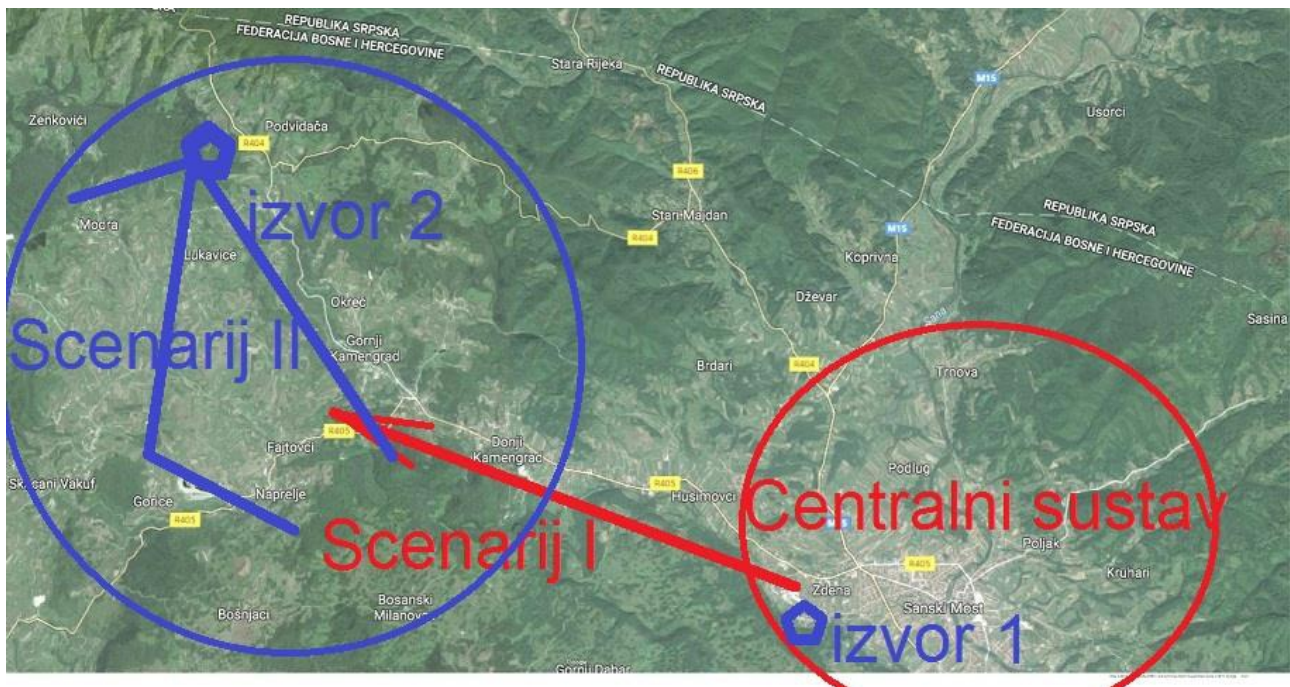 REPUBLIKA SRPSKA
FEDERACIJA BOSNE I HERCEGOVINE
Stara Rijeka
REPUBLIKA SRPSKA
M15
Usorci
Zenkovići
Podvidača
R404
R406
izvor 2
Modra
Stari Majdan
R404
REPUBLIKA SRPSKA
FEDERACIJA BOSNE I HERCEGOVINE
M15
Koprivna
Lukavice
Okreč
Dževar
Sana
Sasina
Scenarij II
Gornji
Kamengrad
Brdari
R404
Trnova
R405
Fajtovci
Donji
Kamengrad
Podlug
Skucani Vakuf
Gorice
Naprelje
R405
R405
Husimovci
Centralni sustav
Scenarij I
Poljak
R405
Kruhari
Zdena
Sanski Most
Bošnjaci
Bosanski
Milanovac
izvor 1
Gornji Dabar